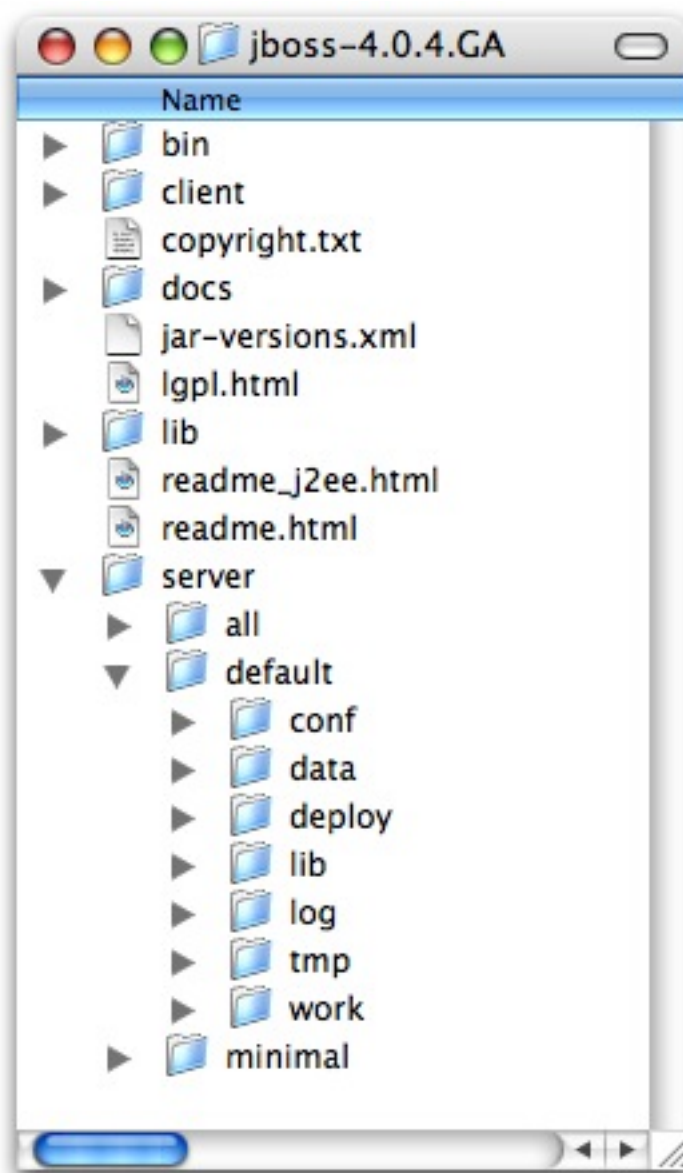 jboss-4.0.4.GA
Name
bin
client
copyright.txt
docs
jar-versions.xml
lgpl.html
lib
readme_j2ee.html
readme.html
server
all
default
conf
data
deploy
lib
log
tmp
work
minimal